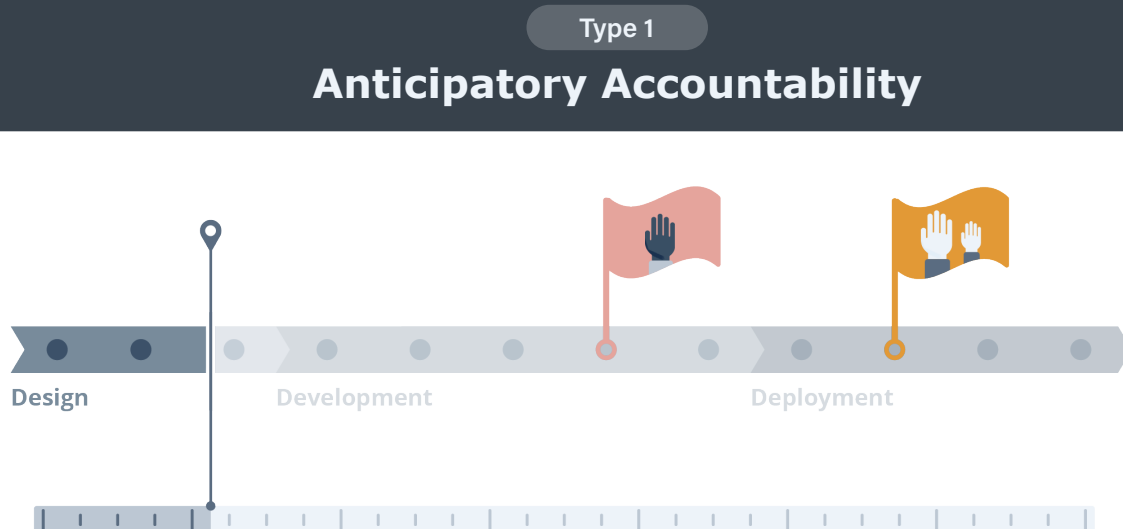 Type 1
Anticipatory Accountability
Design
Development
Deployment